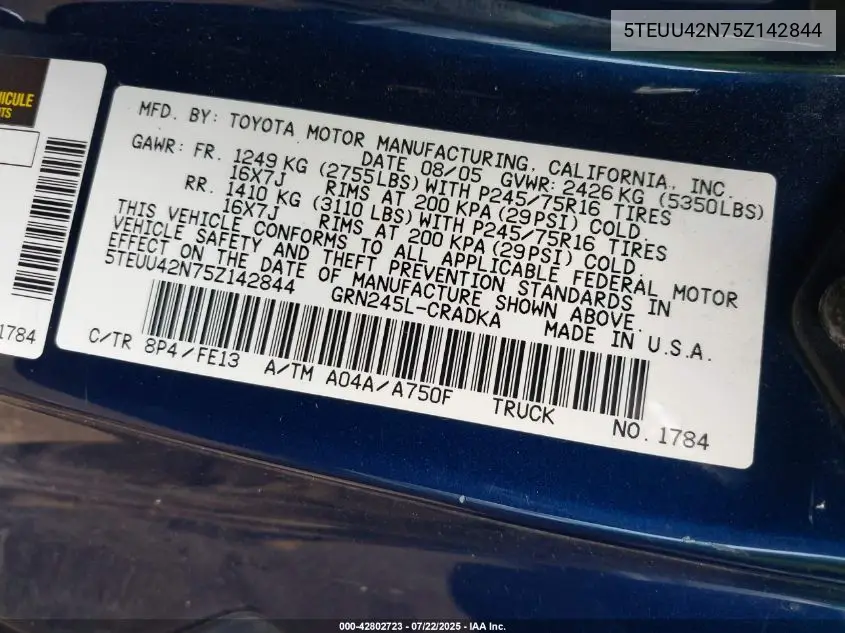 5TEUU42N75Z142844
HICULE
TS
MFD. BY: TOYOTA MOTOR MANUFACTURING, CALIFORNIA, INC.
DATE 08/05 GVWR: 2426 KG (5350LBS)
GAWR: FR. 1249 KG (2755LBS) WITH P245/75R16 TIRES
16X7J RIMS AT 200 KPA (29PSI) COLD.
RR. 1410 KG (3110 LBS) WITH P245/75R16 TIRES
16X7J RIMS AT 200 KPA (29PSI) COLD.
THIS VEHICLE CONFORMS TO ALL APPLICABLE FEDERAL MOTOR
VEHICLE SAFETY AND THEFT PREVENTION STANDARDS IN
EFFECT ON THE DATE OF MANUFACTURE SHOWN ABOVE.
5TEUU42N75Z142844 GRN245L-CRADKA MADE IN U.S.A.
1784
C/TR 8P4/FE13 A/TM A04A/A750F TRUCK NO. 1784
000-42802723 - 07/22/2025 - IAA Inc.